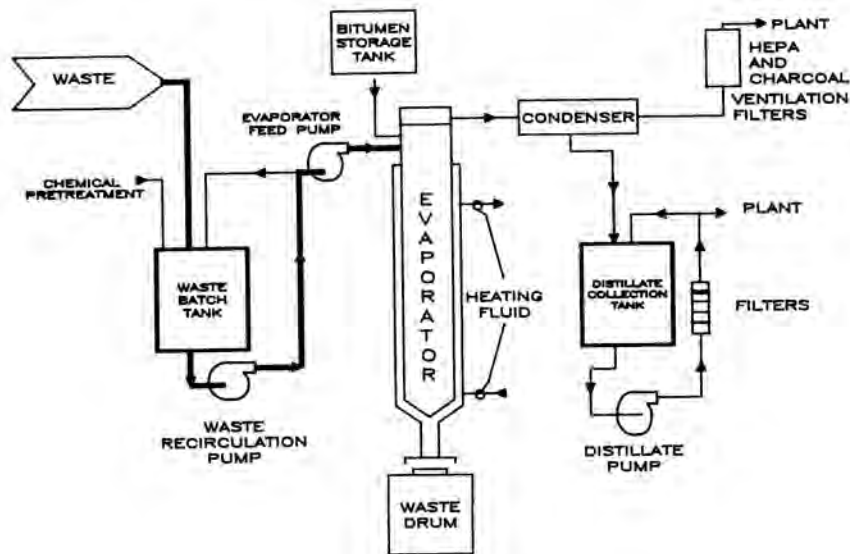 BITUMEN
STORAGE
TANK
PLANT
HEPA
AND
CHARCOAL
VENTILATION
FILTERS
WASTE
EVAPORATOR
FEED PUMP
CONDENSER
CHEMICAL
PRETREATMENT
EVAPORATOR
PLANT
WASTE
BATCH
TANK
DISTILLATE
COLLECTION
TANK
HEATING
FLUID
FILTERS
WASTE
RECIRCULATION
PUMP
DISTILLATE
PUMP
WASTE
DRUM